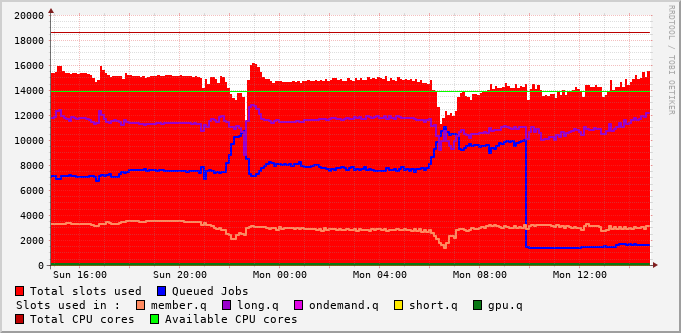 20000
18000
16000
14000
12000
10000
8000
6000
4000
2000
0
Sun 16:00 Sun 20:00 Mon 00:00 Mon 04:00 Mon 08:00 Mon 12:00
RRDTOOL / TOBI OETIKER
Total slots used Queued Jobs
Slots used in : member.q long.q ondemand.q short.q gpu.q
Total CPU cores Available CPU cores